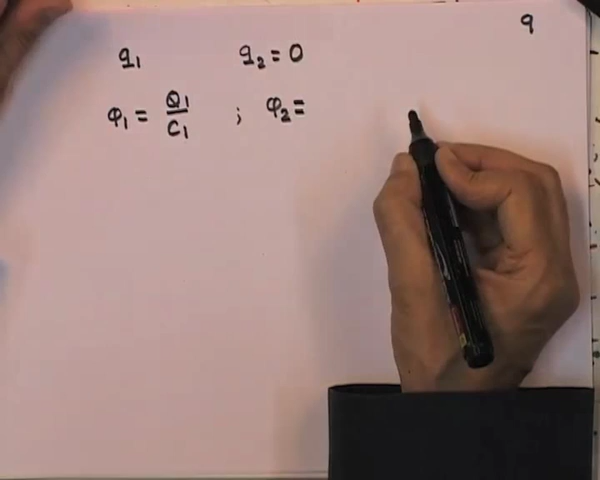 9
q₁ q₂ = 0
φ₁ = Q₁/C₁ ; φ₂ =